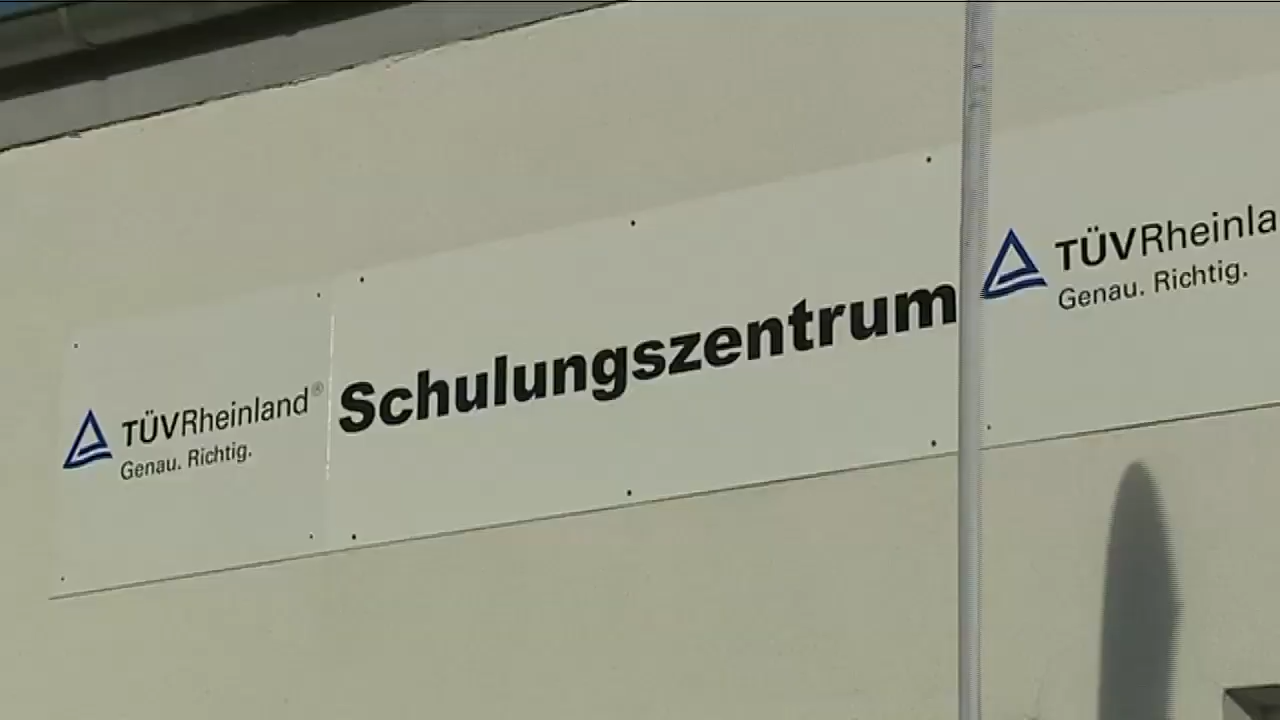 TÜVRheinland®
Genau. Richtig.
Schulungszentrum
TÜVRheinla
Genau. Richtig.